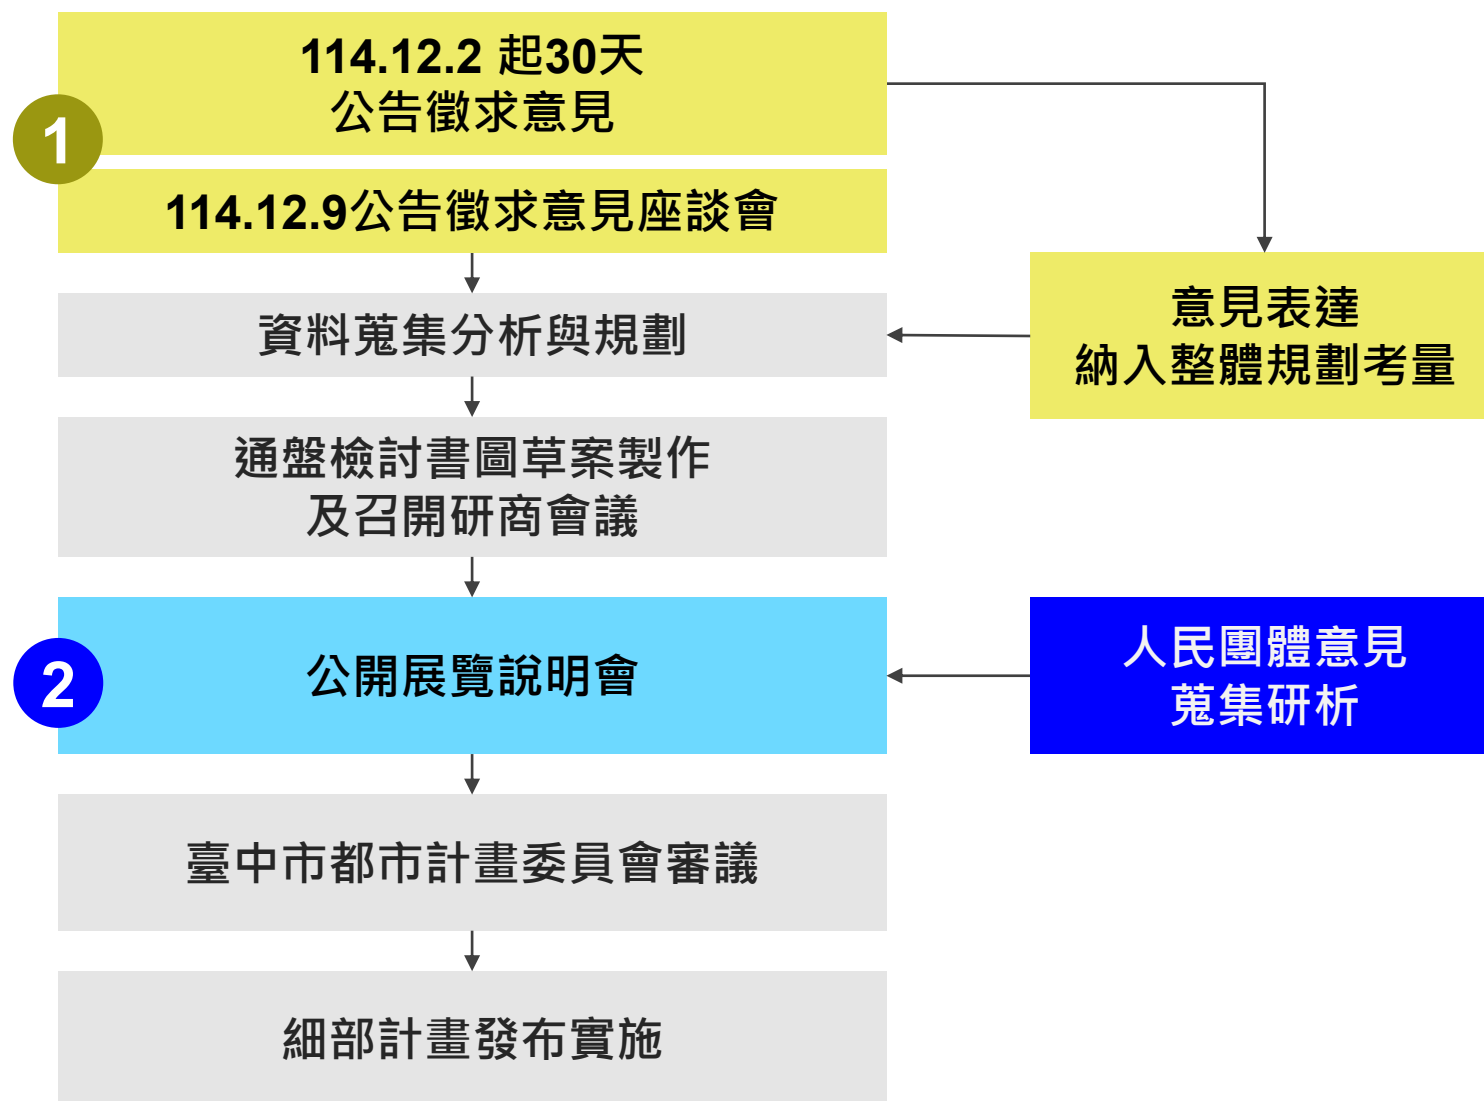 1
114.12.2 起30天
公告徵求意見
114.12.9公告徵求意見座談會
意見表達
納入整體規劃考量
資料蒐集分析與規劃
通盤檢討書圖草案製作
及召開研商會議
2
公開展覽說明會
人民團體意見
蒐集研析
臺中市都市計畫委員會審議
細部計畫發布實施